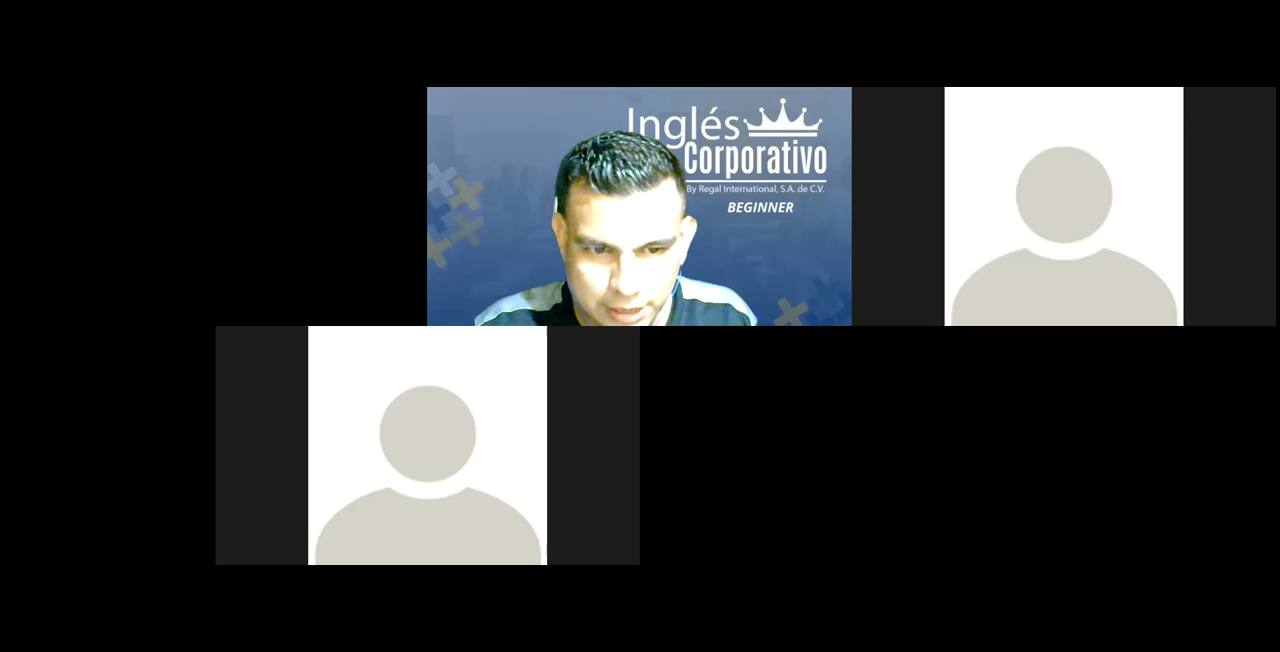 Inglés
Corporativo
By Regal International, S.A. de C.V.
BEGINNER